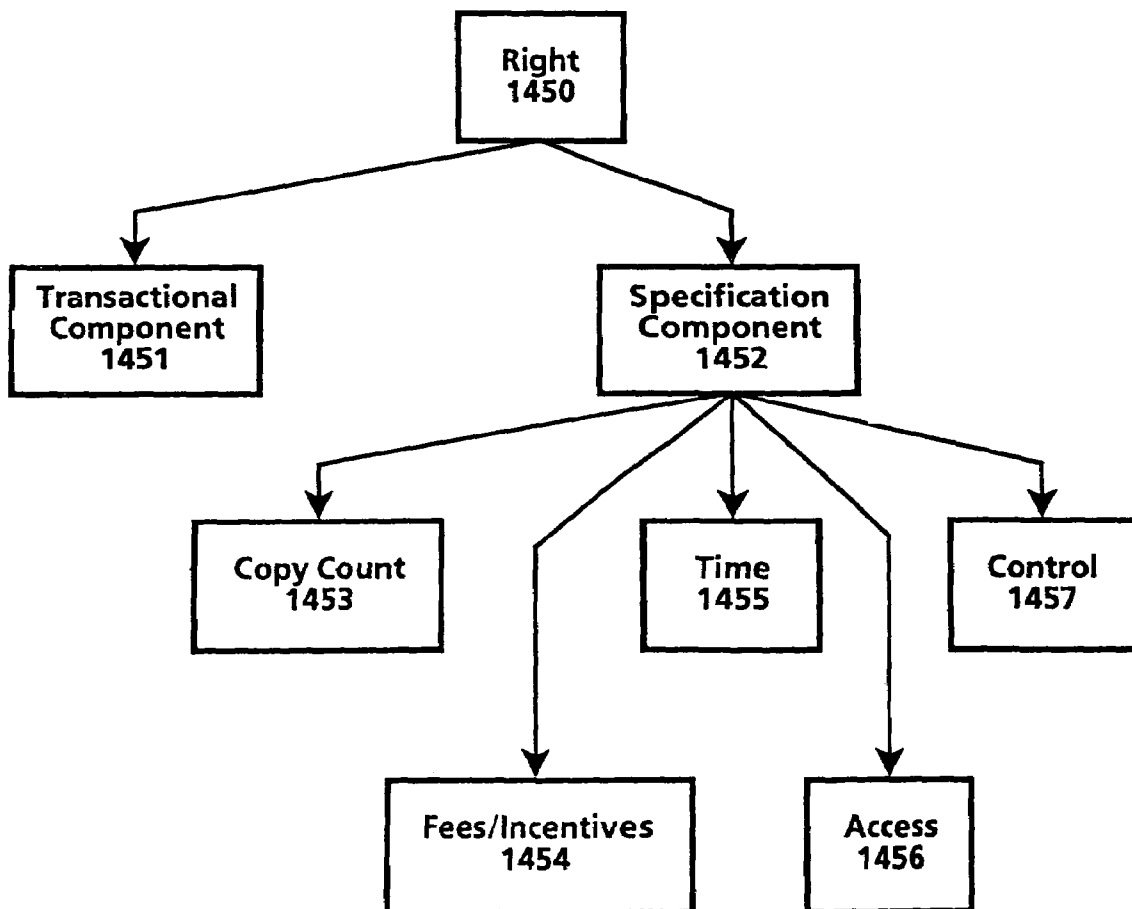 Right
1450
Transactional
Component
1451
Specification
Component
1452
Copy Count
1453
Time
1455
Control
1457
Fees/Incentives
1454
Access
1456